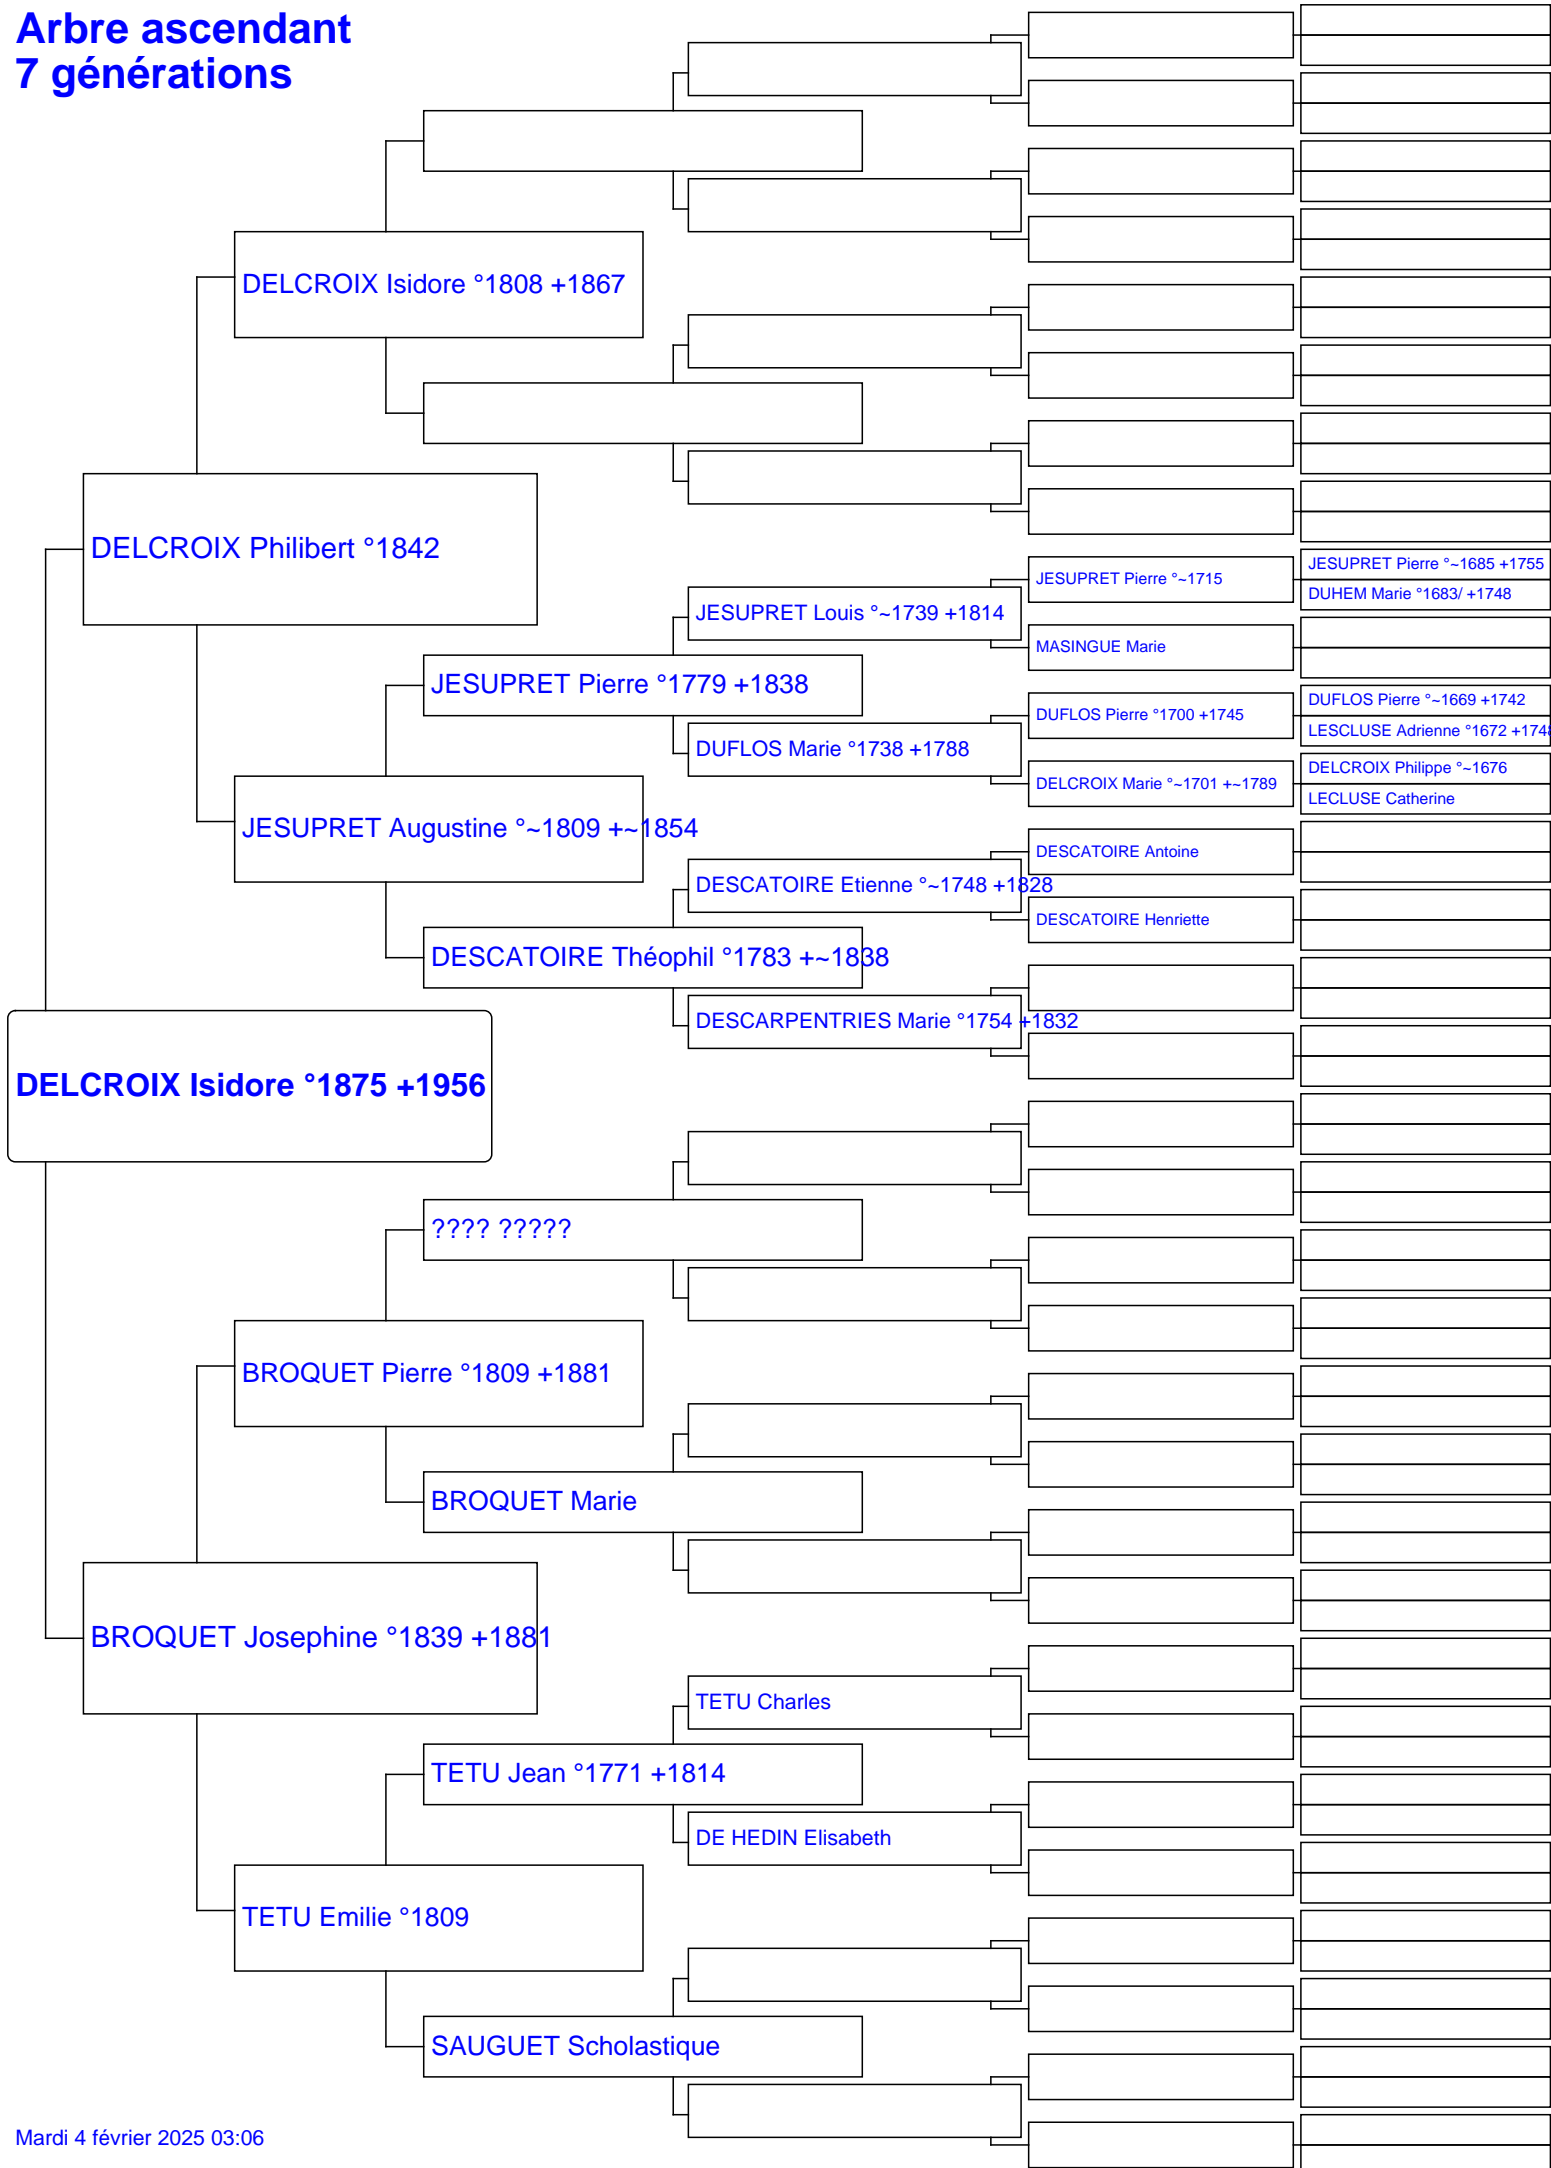 Arbre ascendant
7 générations
DELCROIX Isidore °1808 +1867
DELCROIX Philibert °1842
JESUPRET Pierre °~1685 +1755
JESUPRET Pierre °~1715
DUHEM Marie °1683/ +1748
JESUPRET Louis °~1739 +1814
MASINGUE Marie
JESUPRET Pierre °1779 +1838
DUFLOS Pierre °~1669 +1742
DUFLOS Pierre °1700 +1745
LESCLUSE Adrienne °1672 +1748
DUFLOS Marie °1738 +1788
DELCROIX Philippe °~1676
DELCROIX Marie °~1701 +~1789
LECLUSE Catherine
JESUPRET Augustine °~1809 +~1854
DESCATOIRE Antoine
DESCATOIRE Etienne °~1748 +1828
DESCATOIRE Henriette
DESCATOIRE Théophil °1783 +~1838
DESCARPENTRIES Marie °1754 +1832
DELCROIX Isidore °1875 +1956
???? ?????
BROQUET Pierre °1809 +1881
BROQUET Marie
BROQUET Josephine °1839 +1881
TETU Charles
TETU Jean °1771 +1814
DE HEDIN Elisabeth
TETU Emilie °1809
SAUGUET Scholastique
Mardi 4 février 2025 03:06